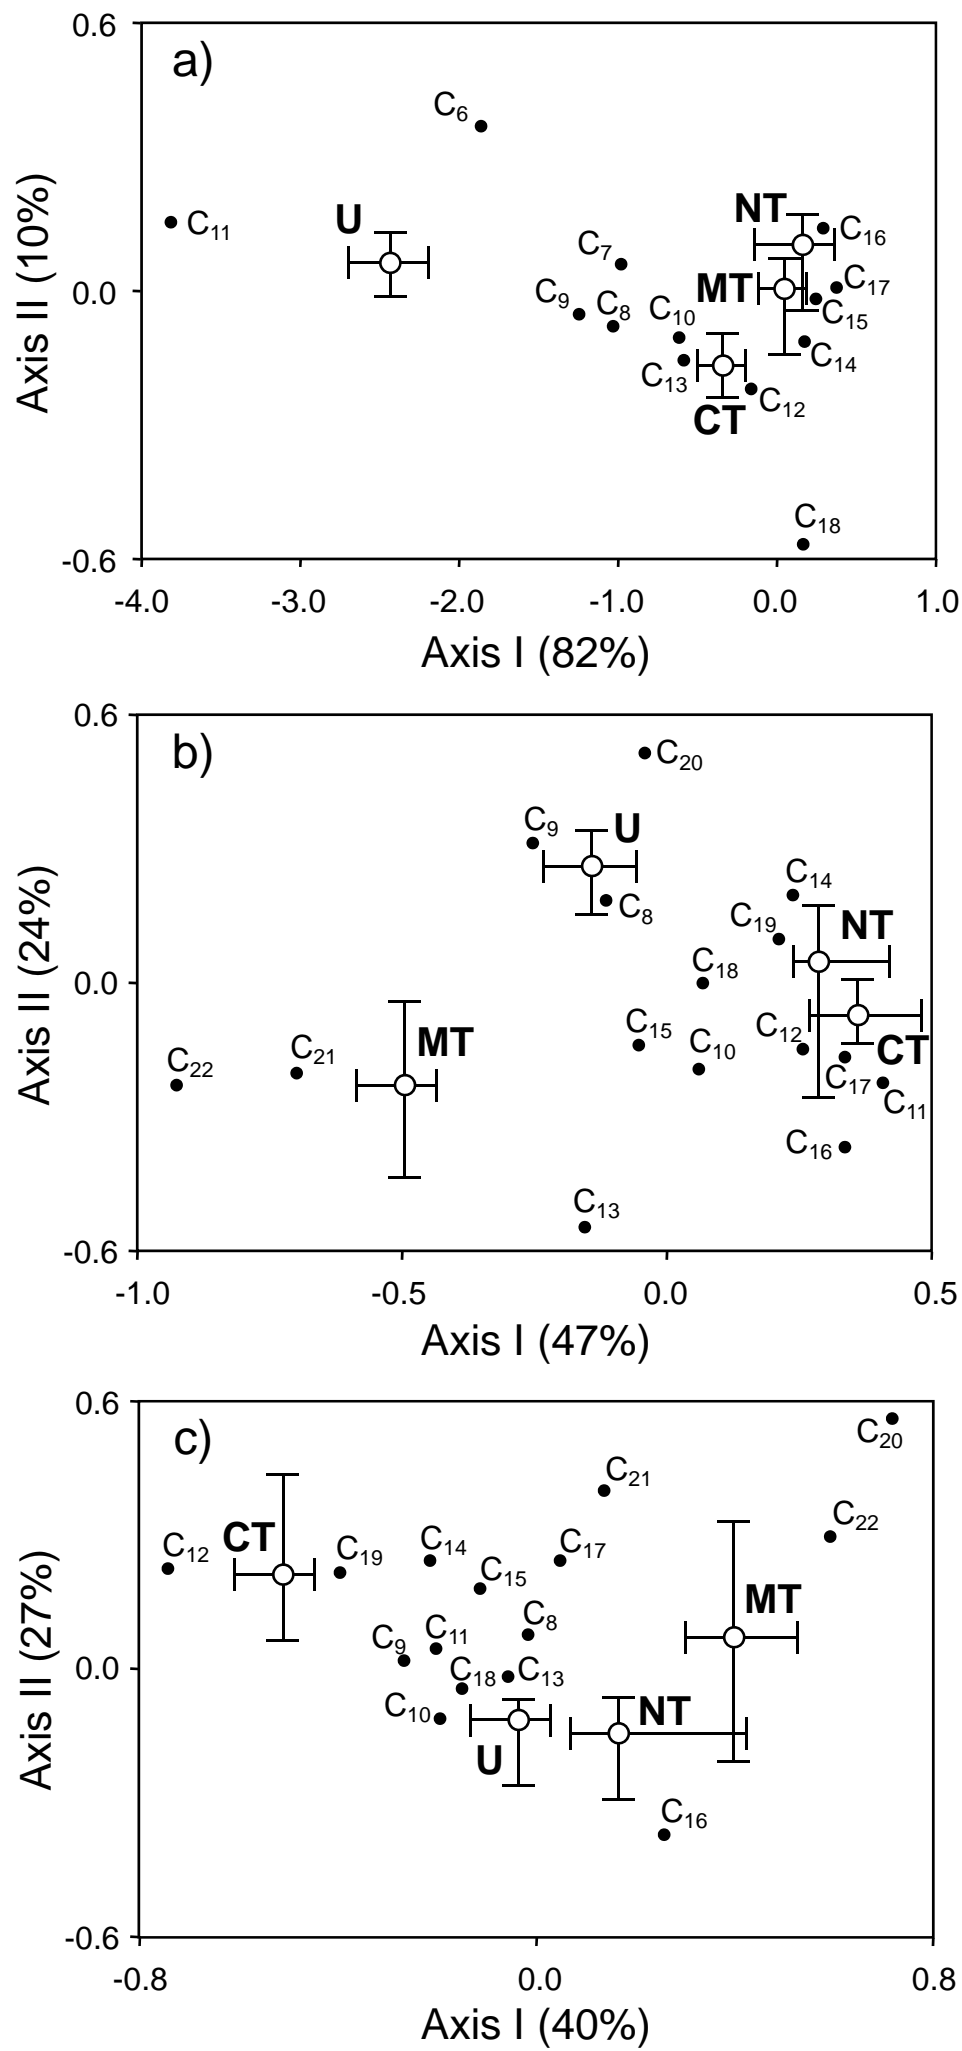 0.6
a)
C6
C11
U
NT
C16
C7
Axis II (10%)
0.0
MT
C17
C9
C8
C10
C15
C14
C13
C12
CT
C18
-0.6
-4.0 -3.0 -2.0 -1.0 0.0 1.0
Axis I (82%)
0.6
b)
C20
C9
U
C14
C8
C19
NT
Axis II (24%)
0.0
C18
C15
C12
MT
C10
CT
C22
C21
C17
C11
C16
C13
-0.6
-1.0 -0.5 0.0 0.5
Axis I (47%)
0.6
c)
C20
C21
C22
CT
C12
C19
C14
C17
C15
MT
C8
C9
C11
Axis II (27%)
0.0
C18
C13
C10
NT
U
C16
-0.6
-0.8 0.0 0.8
Axis I (40%)